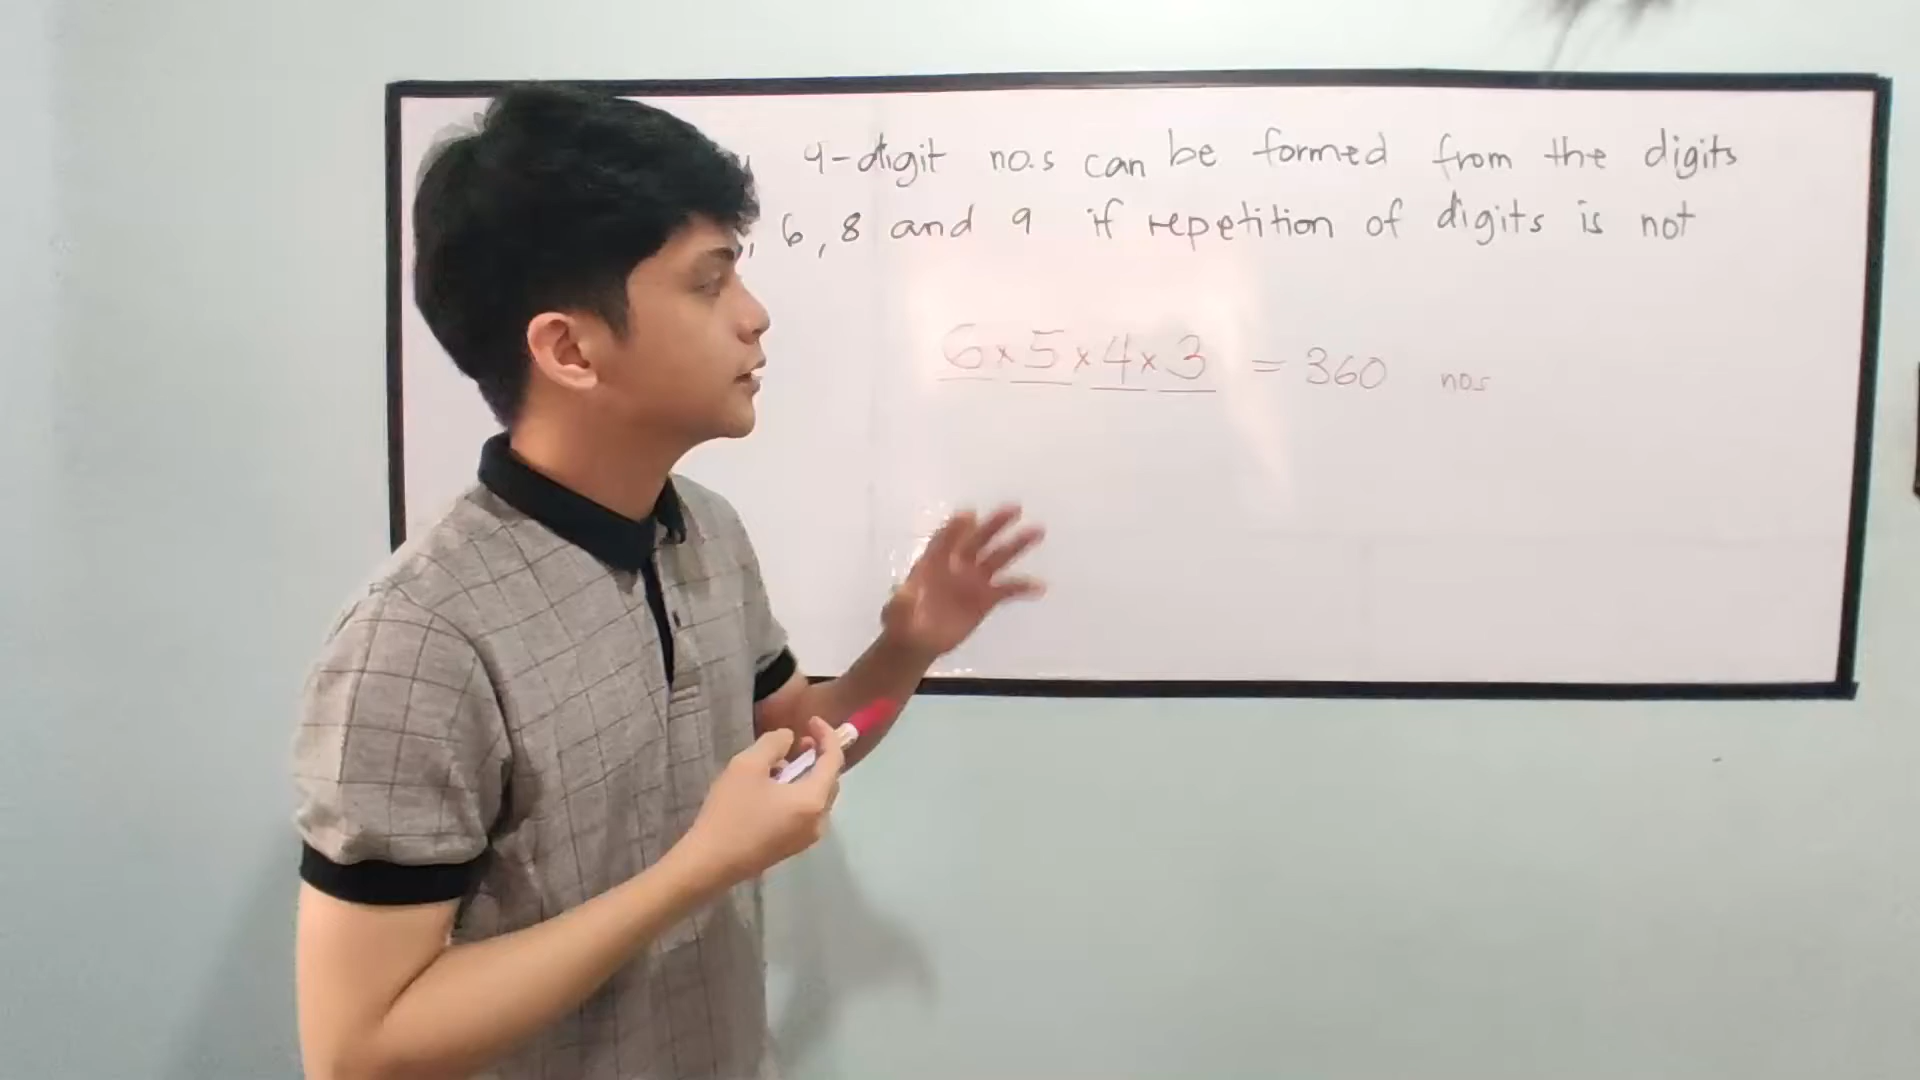 4-digit no.s can be formed from the digits
, 6, 8 and 9 if repetition of digits is not
6 x 5 x 4 x 3 = 360 nos